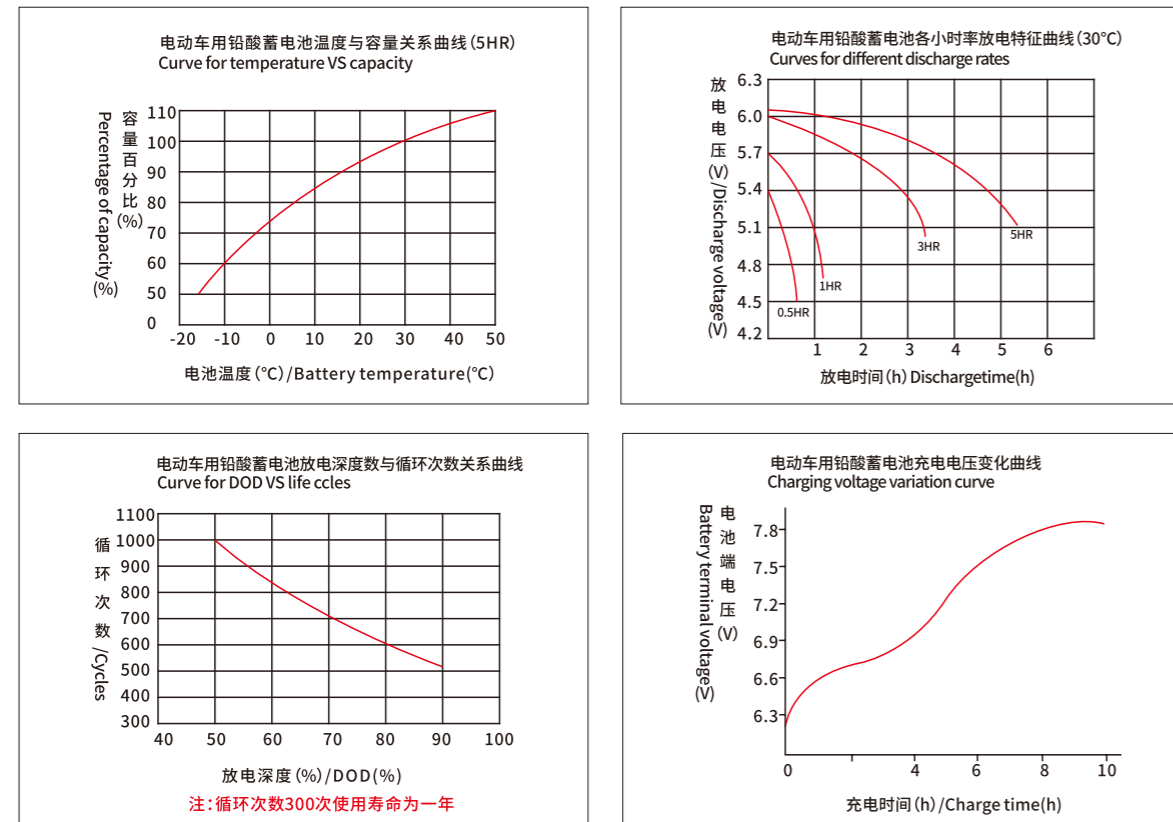 电动车用铅酸蓄电池温度与容量关系曲线(5HR)
Curve for temperature VS capacity
容量百分比(%)
Percentage of capacity(%)
110
100
90
80
70
60
50
0
-20 -10 0 10 20 30 40 50
电池温度(℃)/Battery temperature(℃)
电动车用铅酸蓄电池各小时率放电特征曲线(30℃)
Curves for different discharge rates
放电电压(V)/Discharge voltage(V)
6.3
6.0
5.7
5.4
5.1
4.8
4.5
4.2
5HR
3HR
1HR
0.5HR
1 2 3 4 5 6
放电时间(h) Dischargetime(h)
电动车用铅酸蓄电池放电深度数与循环次数关系曲线
Curve for DOD VS life ccles
循环次数/Cycles
1100
1000
900
800
700
600
500
400
300
40 50 60 70 80 90 100
放电深度(%)/DOD(%)
注:循环次数300次使用寿命为一年
电动车用铅酸蓄电池充电电压变化曲线
Charging voltage variation curve
电池端电压(V)
Battery terminal voltage(V)
7.8
7.5
7.2
6.9
6.6
6.3
0 4 6 8 10
充电时间(h)/Charge time(h)